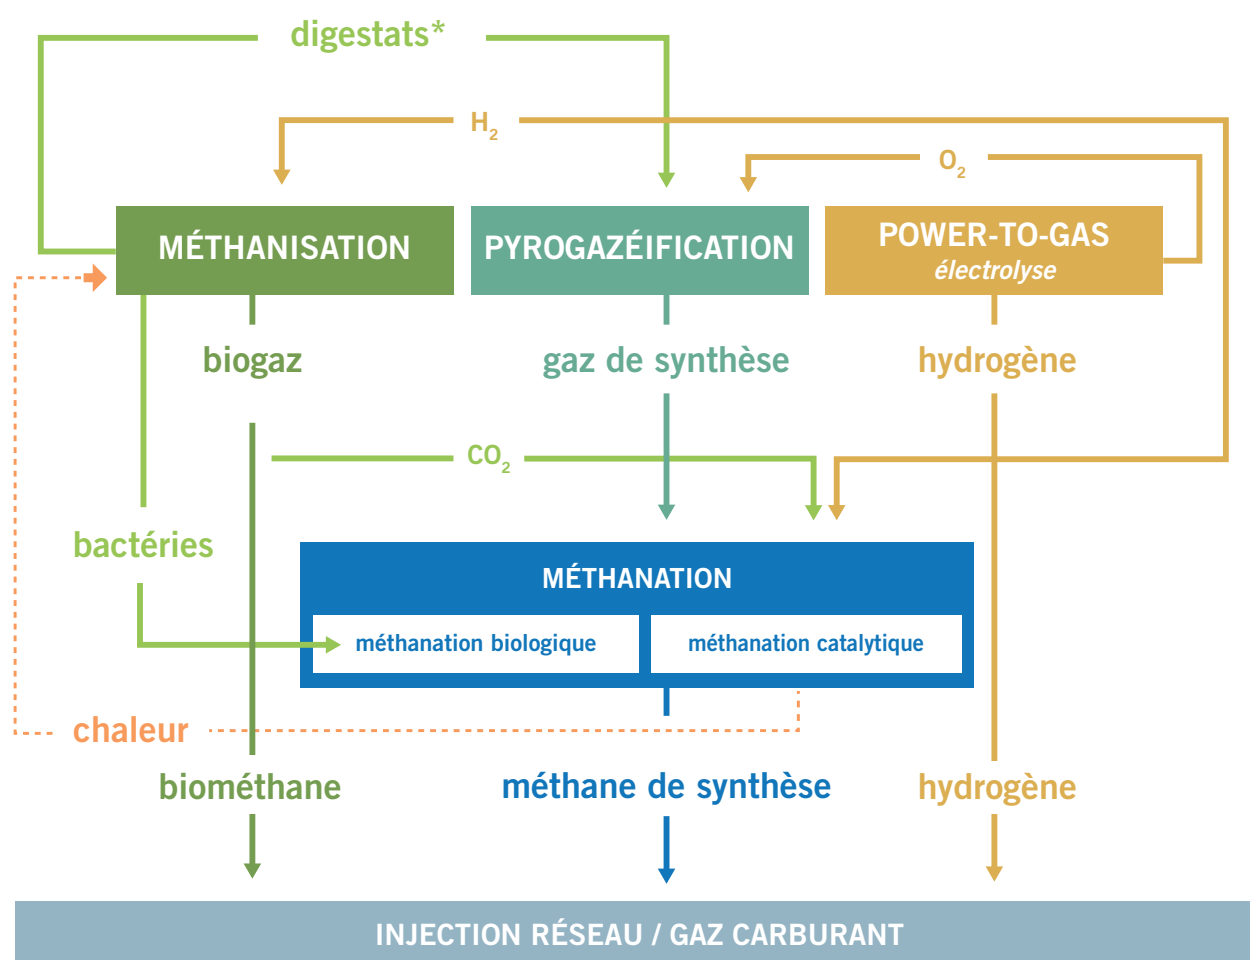 digestats*
H₂
O₂
MÉTHANISATION
PYROGAZÉIFICATION
POWER-TO-GAS
électrolyse
biogaz
gaz de synthèse
hydrogène
CO₂
bactéries
MÉTHANATION
méthanation biologique
méthanation catalytique
chaleur
biométhane
méthane de synthèse
hydrogène
INJECTION RÉSEAU / GAZ CARBURANT